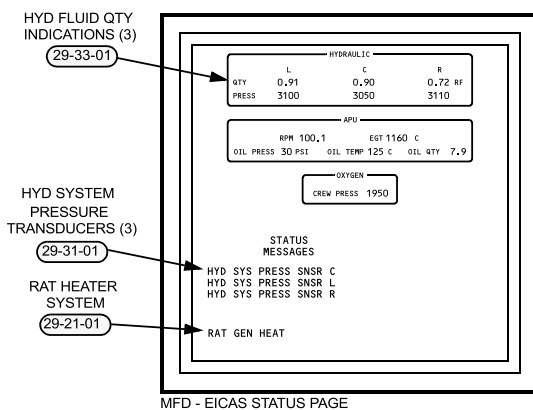 HYD FLUID QTY
INDICATIONS (3)
29-33-01
HYDRAULIC
L C R
QTY 0.91 0.90 0.72 RF
PRESS 3100 3050 3110
APU
RPM 100.1 EGT 1160 C
OIL PRESS 30 PSI OIL TEMP 125 C OIL QTY 7.9
OXYGEN
CREW PRESS 1950
HYD SYSTEM
PRESSURE
TRANSDUCERS (3)
29-31-01
STATUS
MESSAGES
HYD SYS PRESS SNSR C
HYD SYS PRESS SNSR L
HYD SYS PRESS SNSR R
RAT HEATER
SYSTEM
29-21-01
RAT GEN HEAT
MFD - EICAS STATUS PAGE